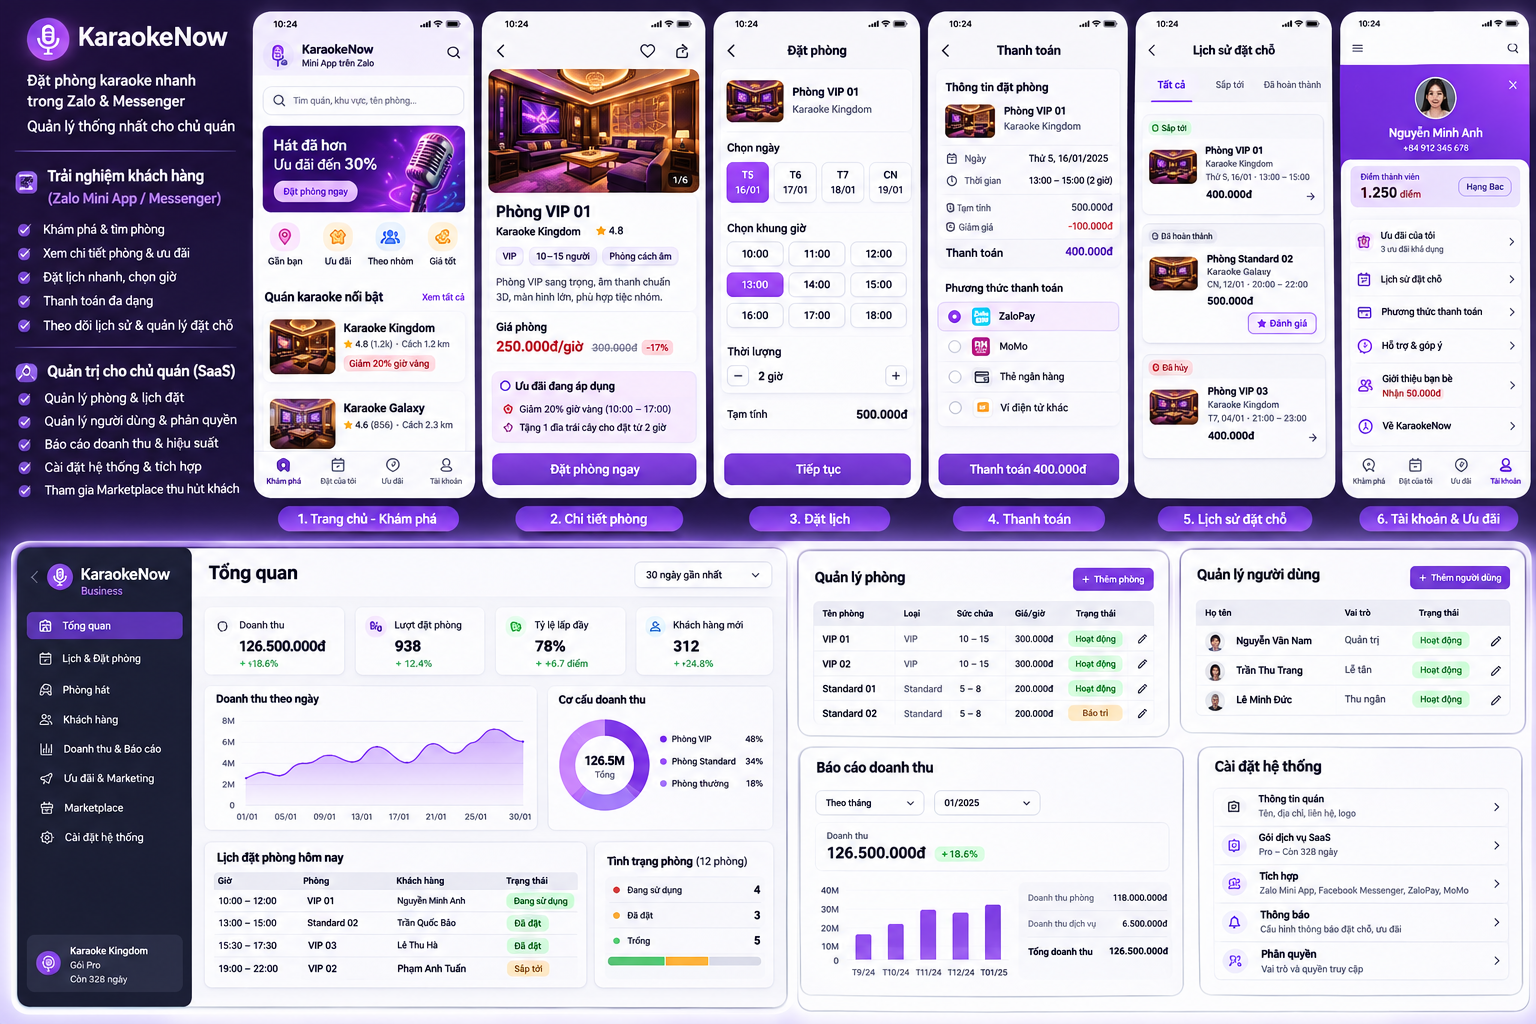 KaraokeNow
Đặt phòng karaoke nhanh
trong Zalo & Messenger
Quản lý thống nhất cho chủ quán
Trải nghiệm khách hàng
(Zalo Mini App / Messenger)
Khám phá & tìm phòng
Xem chi tiết phòng & ưu đãi
Đặt lịch nhanh, chọn giờ
Thanh toán đa dạng
Theo dõi lịch sử & quản lý đặt chỗ
Quản trị cho chủ quán (SaaS)
Quản lý phòng & lịch đặt
Quản lý người dùng & phân quyền
Báo cáo doanh thu & hiệu suất
Cài đặt hệ thống & tích hợp
Tham gia Marketplace thu hút khách
10:24
KaraokeNow
Mini App trên Zalo
Tìm quán, khu vực, tên phòng...
Hát đã hơn
Ưu đãi đến 30%
Đặt phòng ngay
Gần bạn
Ưu đãi
Theo nhóm
Giá tốt
Quán karaoke nổi bật
Xem tất cả
Karaoke Kingdom
4.8 (1.2k) · Cách 1.2 km
Giảm 20% giờ vàng
Karaoke Galaxy
4.6 (856) · Cách 2.3 km
Khám phá
Đặt của tôi
Ưu đãi
Tài khoản
1. Trang chủ - Khám phá
10:24
1/6
Phòng VIP 01
Karaoke Kingdom
4.8
VIP
10–15 người
Phòng cách âm
Phòng VIP sang trọng, âm thanh chuẩn
3D, màn hình lớn, phù hợp tiệc nhóm.
Giá phòng
250.000đ/giờ
300.000đ
-17%
Ưu đãi đang áp dụng
Giảm 20% giờ vàng (10:00 – 17:00)
Tặng 1 đĩa trái cây cho đặt từ 2 giờ
Đặt phòng ngay
2. Chi tiết phòng
10:24
Đặt phòng
Phòng VIP 01
Karaoke Kingdom
Chọn ngày
T5
16/01
T6
17/01
T7
18/01
CN
19/01
Chọn khung giờ
10:00
11:00
12:00
13:00
14:00
15:00
16:00
17:00
18:00
Thời lượng
−
2 giờ
+
Tạm tính
500.000đ
Tiếp tục
3. Đặt lịch
10:24
Thanh toán
Thông tin đặt phòng
Phòng VIP 01
Karaoke Kingdom
Ngày
Thứ 5, 16/01/2025
Thời gian
13:00 – 15:00 (2 giờ)
Tạm tính
500.000đ
Giảm giá
-100.000đ
Thanh toán
400.000đ
Phương thức thanh toán
ZaloPay
MoMo
Thẻ ngân hàng
Ví điện tử khác
Thanh toán 400.000đ
4. Thanh toán
10:24
Lịch sử đặt chỗ
Tất cả
Sắp tới
Đã hoàn thành
Sắp tới
Phòng VIP 01
Karaoke Kingdom
Thứ 5, 16/01 · 13:00 – 15:00
400.000đ
Đã hoàn thành
Phòng Standard 02
Karaoke Galaxy
CN, 12/01 · 20:00 – 22:00
500.000đ
Đánh giá
Đã hủy
Phòng VIP 03
Karaoke Kingdom
T7, 04/01 · 21:00 – 23:00
400.000đ
5. Lịch sử đặt chỗ
10:24
Nguyễn Minh Anh
+84 912 345 678
Điểm thành viên
1.250 điểm
Hạng Bạc
Ưu đãi của tôi
3 ưu đãi khả dụng
Lịch sử đặt chỗ
Phương thức thanh toán
Hỗ trợ & góp ý
Giới thiệu bạn bè
Nhận 50.000đ
Về KaraokeNow
Khám phá
Đặt của tôi
Ưu đãi
Tài khoản
6. Tài khoản & Ưu đãi
KaraokeNow
Business
Tổng quan
Lịch & Đặt phòng
Phòng hát
Khách hàng
Doanh thu & Báo cáo
Ưu đãi & Marketing
Marketplace
Cài đặt hệ thống
Karaoke Kingdom
Gói Pro
Còn 328 ngày
Tổng quan
30 ngày gần nhất
Doanh thu
126.500.000đ
Lượt đặt phòng
938
+ 12.4%
Tỷ lệ lấp đầy
78%
+ +6.7 điểm
Khách hàng mới
312
Doanh thu theo ngày
8M
6M
4M
2M
0
01/01
05/01
09/01
13/01
17/01
21/01
25/01
30/01
Cơ cấu doanh thu
126.5M
Tổng
Phòng VIP
48%
Phòng Standard
34%
Phòng thường
18%
Lịch đặt phòng hôm nay
Giờ
Phòng
Khách hàng
Trạng thái
10:00 – 12:00
VIP 01
Nguyễn Minh Anh
Đang sử dụng
13:00 – 15:00
Standard 02
Trần Quốc Bảo
Đã đặt
15:30 – 17:30
VIP 03
Lê Thu Hà
Đã đặt
19:00 – 22:00
VIP 02
Phạm Anh Tuấn
Sắp tới
Tình trạng phòng (12 phòng)
Đang sử dụng
4
Đã đặt
3
Trống
5
Quản lý phòng
+ Thêm phòng
Tên phòng
Loại
Sức chứa
Giá/giờ
Trạng thái
VIP 01
VIP
10 – 15
300.000đ
Hoạt động
VIP 02
VIP
10 – 15
300.000đ
Hoạt động
Standard 01
Standard
5 – 8
200.000đ
Hoạt động
Standard 02
Standard
5 – 8
200.000đ
Bảo trì
Quản lý người dùng
+ Thêm người dùng
Họ tên
Vai trò
Trạng thái
Nguyễn Văn Nam
Quản trị
Hoạt động
Trần Thu Trang
Lễ tân
Hoạt động
Lê Minh Đức
Thu ngân
Hoạt động
Báo cáo doanh thu
Theo tháng
01/2025
Doanh thu
126.500.000đ
+ 18.6%
40M
30M
20M
10M
0
T9/24
T10/24
T11/24
T12/24
T01/25
Doanh thu phòng
118.000.000đ
Doanh thu dịch vụ
6.500.000đ
Tổng doanh thu
126.500.000đ
Cài đặt hệ thống
Thông tin quán
Tên, địa chỉ, liên hệ, logo
Gói dịch vụ SaaS
Pro – Còn 328 ngày
Tích hợp
Zalo Mini App, Facebook Messenger, ZaloPay, MoMo
Thông báo
Cấu hình thông báo đặt chỗ, ưu đãi
Phân quyền
Vai trò và quyền truy cập